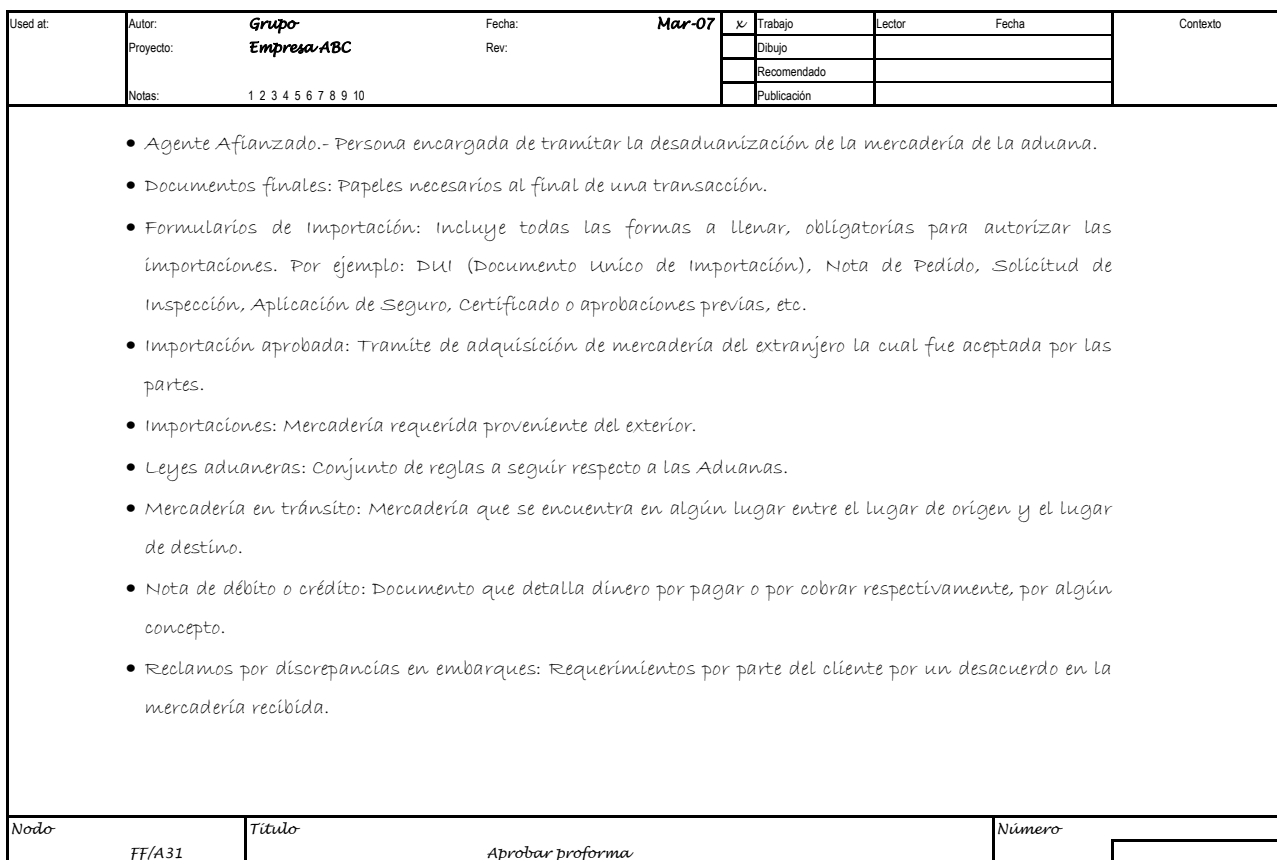 Used at: Autor: Grupo Fecha: Mar-07 x Trabajo Lector Fecha Contexto
Proyecto: Empresa ABC Rev: Dibujo
Recomendado
Notas: 1 2 3 4 5 6 7 8 9 10 Publicación
• Agente Afianzado.- Persona encargada de tramitar la desaduanización de la mercadería de la aduana.
• Documentos finales: Papeles necesarios al final de una transacción.
• Formularios de Importación: Incluye todas las formas a llenar, obligatorias para autorizar las
importaciones. Por ejemplo: DUI (Documento Unico de Importación), Nota de Pedido, Solicitud de
Inspección, Aplicación de Seguro, Certificado o aprobaciones previas, etc.
• Importación aprobada: Tramite de adquisición de mercadería del extranjero la cual fue aceptada por las
partes.
• Importaciones: Mercadería requerida proveniente del exterior.
• Leyes aduaneras: Conjunto de reglas a seguir respecto a las Aduanas.
• Mercadería en tránsito: Mercadería que se encuentra en algún lugar entre el lugar de origen y el lugar
de destino.
• Nota de débito o crédito: Documento que detalla dinero por pagar o por cobrar respectivamente, por algún
concepto.
• Reclamos por discrepancias en embarques: Requerimientos por parte del cliente por un desacuerdo en la
mercadería recibida.
Nodo Título Número
FF/A31 Aprobar proforma